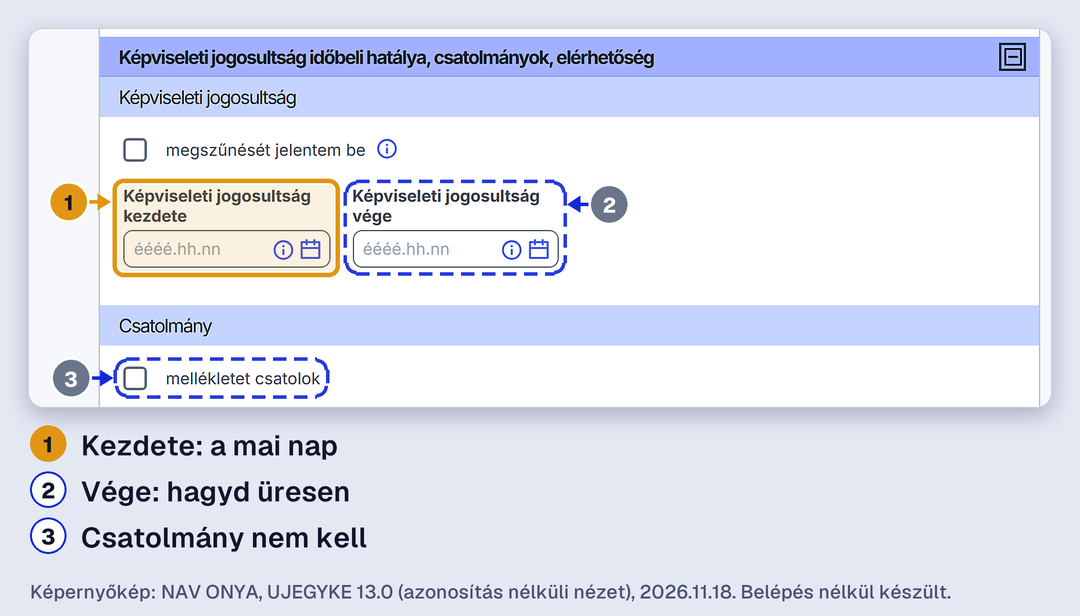 Képviseleti jogosultság időbeli hatálya, csatolmányok, elérhetőség
Képviseleti jogosultság
megszűnését jelentem be
1
Képviseleti jogosultság
kezdete
éééé.hh.nn
Képviseleti jogosultság
vége
éééé.hh.nn
2
Csatolmány
3
mellékletet csatolok
1 Kezdete: a mai nap
2 Vége: hagyd üresen
3 Csatolmány nem kell
Képernyőkép: NAV ONYA, UJEGYKE 13.0 (azonosítás nélküli nézet), 2026.11.18. Belépés nélkül készült.